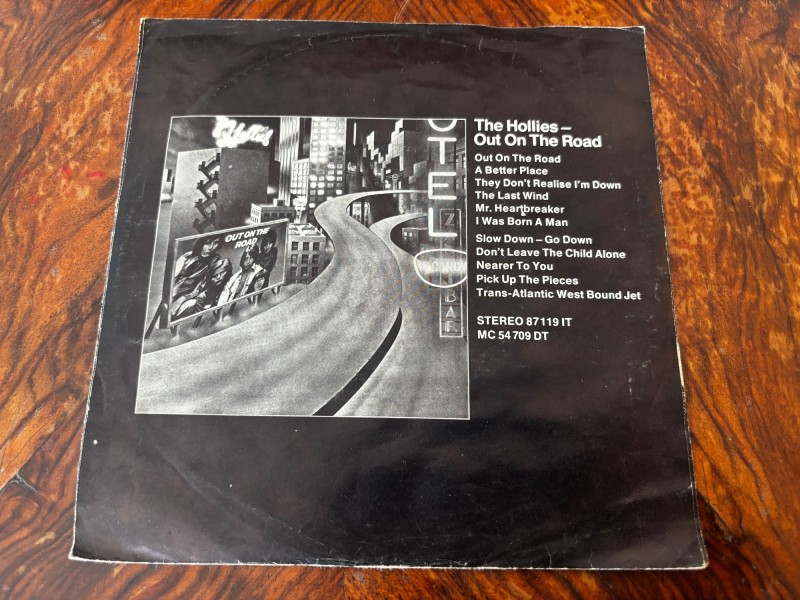 Hollies
OUT ON THE
ROAD
OTEL
BAR
The Hollies –
Out On The Road
Out On The Road
A Better Place
They Don't Realise I'm Down
The Last Wind
Mr. Heartbreaker
I Was Born A Man
Slow Down – Go Down
Don't Leave The Child Alone
Nearer To You
Pick Up The Pieces
Trans-Atlantic West Bound Jet
STEREO 87119 IT
MC 54 709 DT